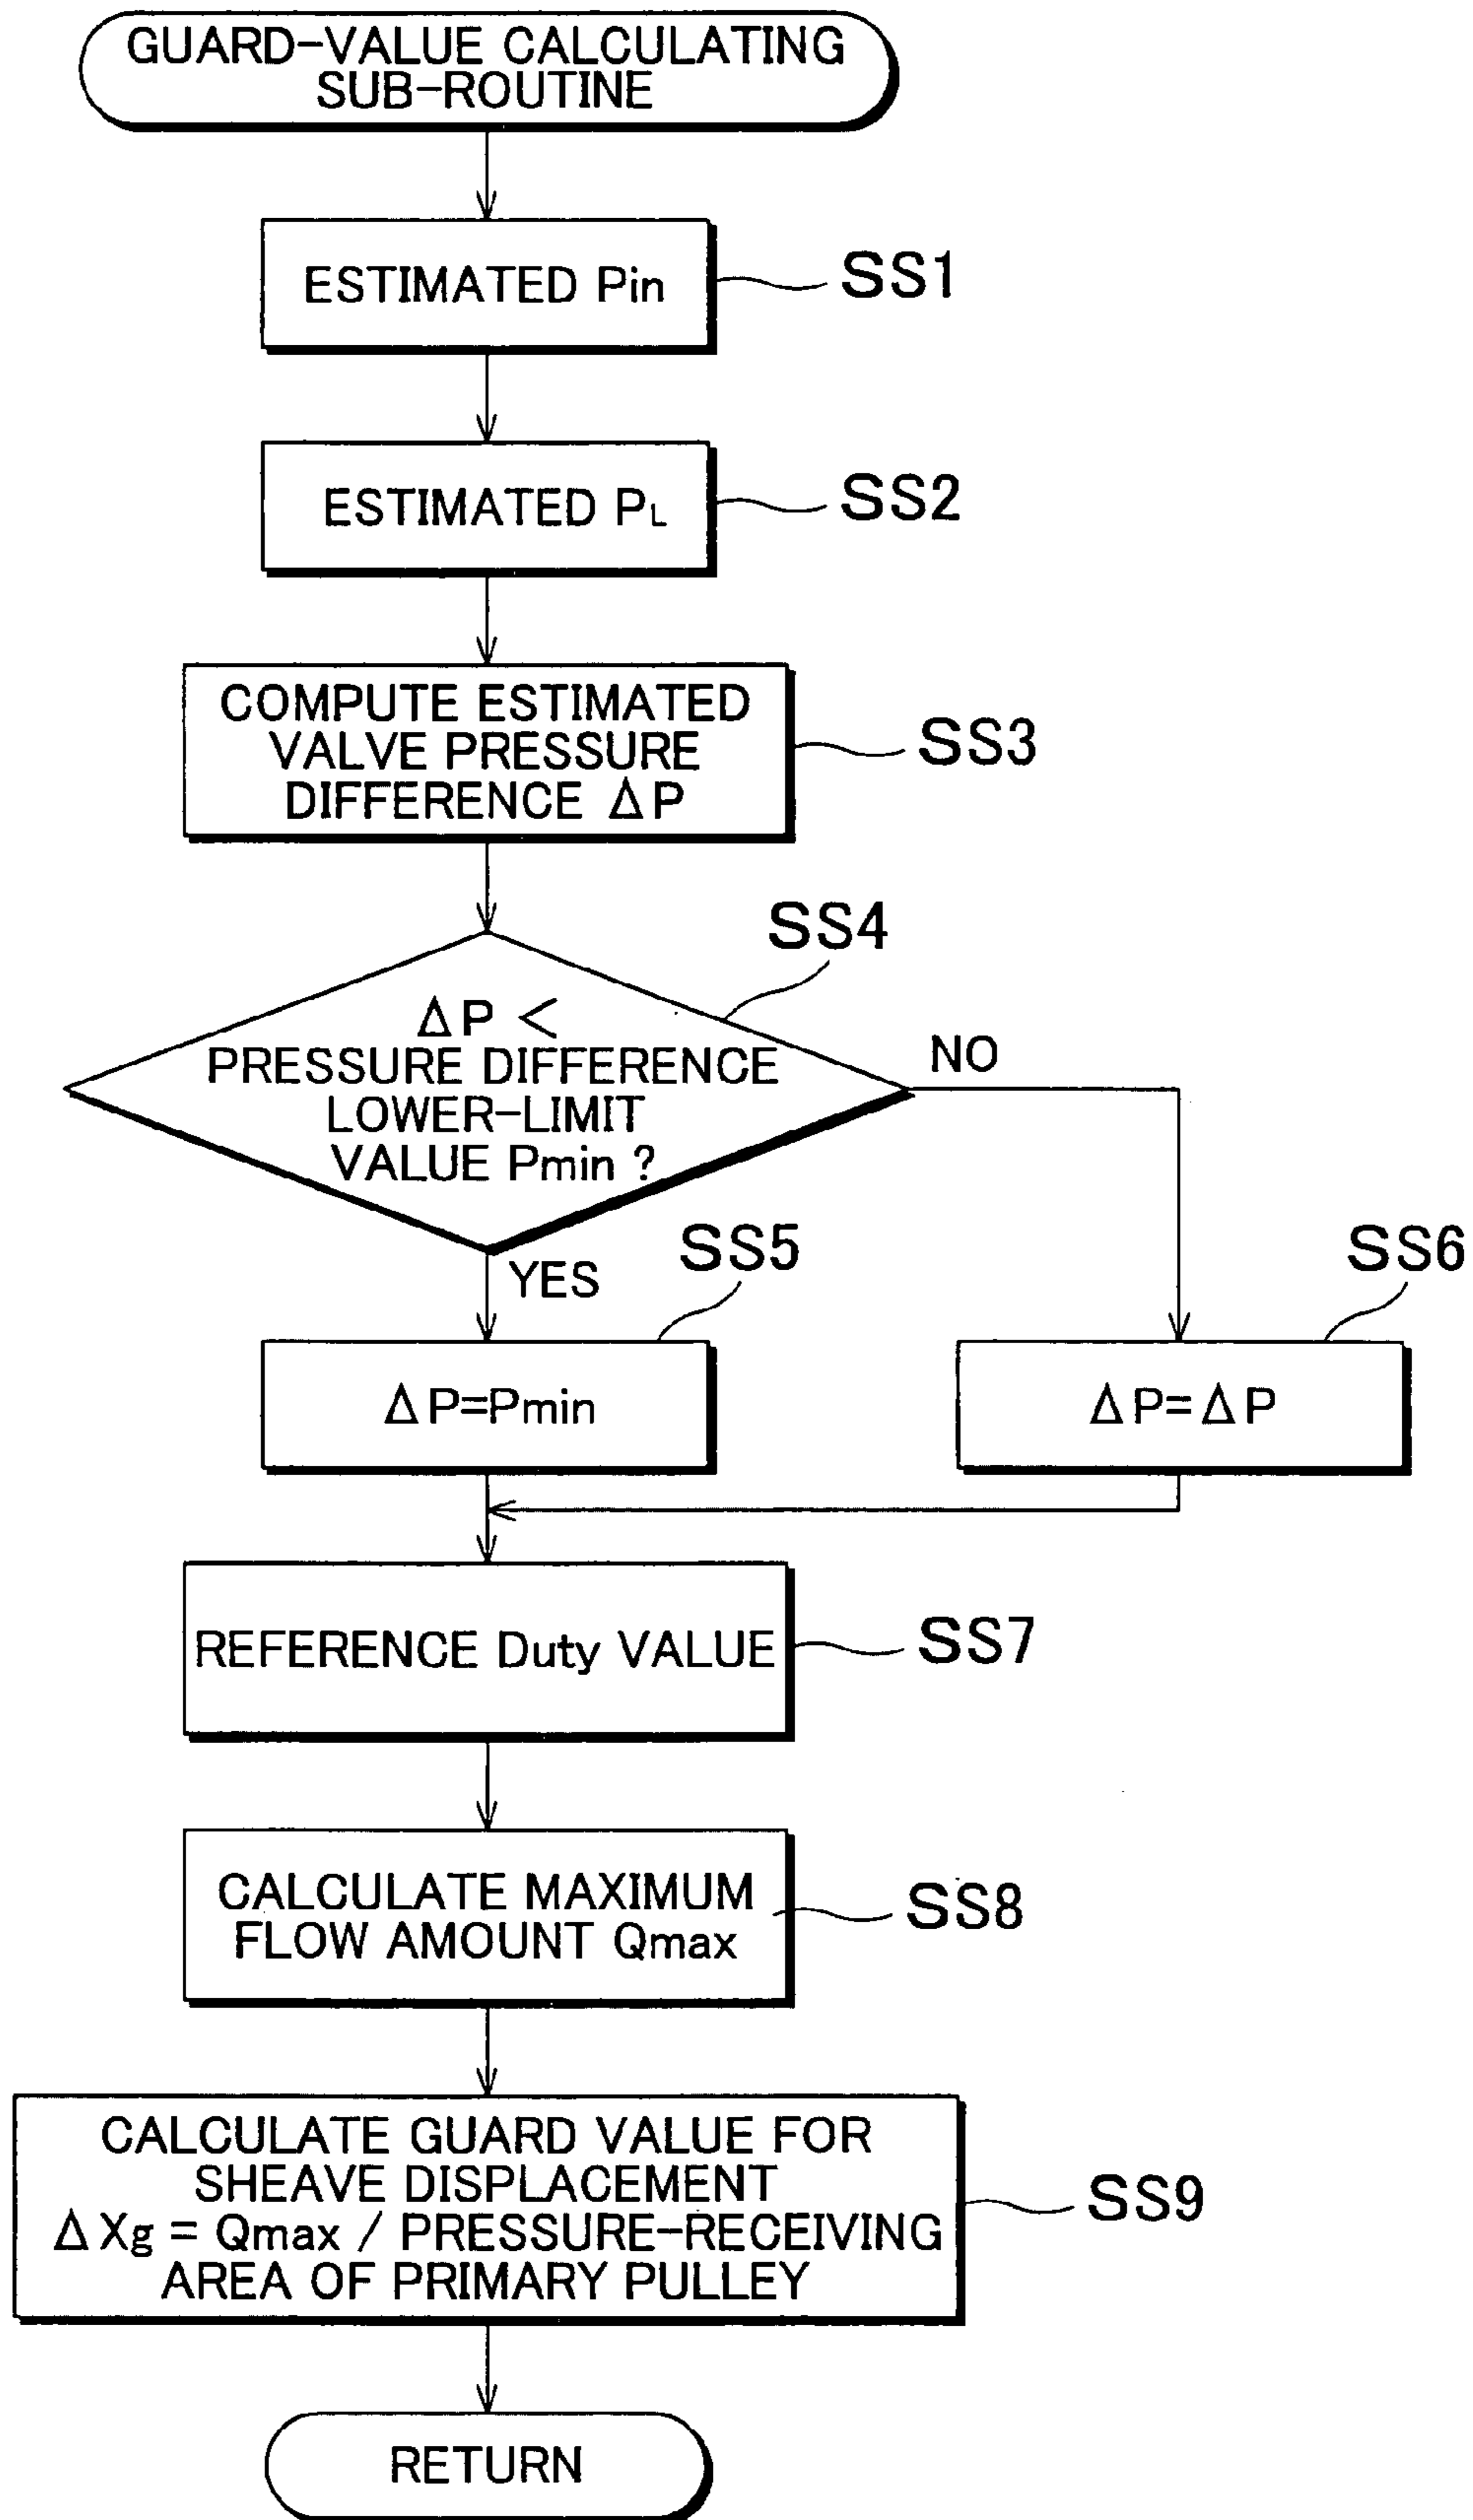 GUARD-VALUE CALCULATING
SUB-ROUTINE
ESTIMATED Pin
SS1
ESTIMATED PL
SS2
COMPUTE ESTIMATED
VALVE PRESSURE
DIFFERENCE ΔP
SS3
SS4
ΔP <
PRESSURE DIFFERENCE
LOWER-LIMIT
VALUE Pmin ?
NO
YES
SS5
SS6
ΔP=Pmin
ΔP=ΔP
REFERENCE Duty VALUE
SS7
CALCULATE MAXIMUM
FLOW AMOUNT Qmax
SS8
CALCULATE GUARD VALUE FOR
SHEAVE DISPLACEMENT
ΔXg = Qmax / PRESSURE-RECEIVING
AREA OF PRIMARY PULLEY
SS9
RETURN